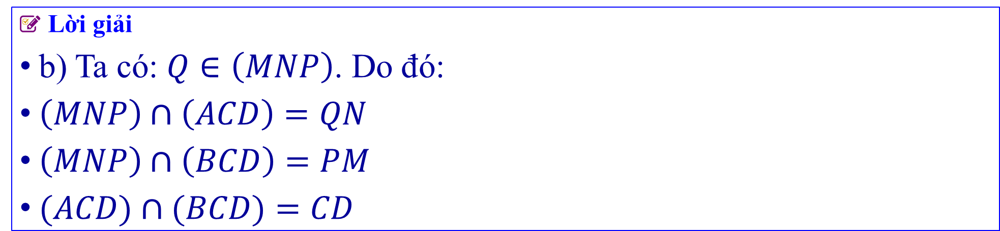 Lời giải
• b) Ta có: Q ∈ (MNP). Do đó:
• (MNP) ∩ (ACD) = QN
• (MNP) ∩ (BCD) = PM
• (ACD) ∩ (BCD) = CD